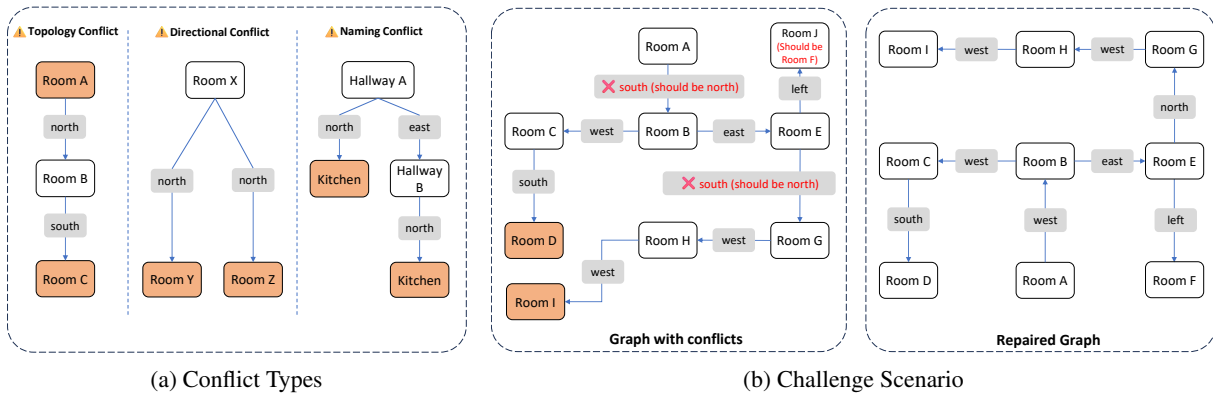 Topology Conflict
Room A
north
Room B
south
Room C
Directional Conflict
Room X
north
north
Room Y
Room Z
Naming Conflict
Hallway A
north
east
Kitchen
Hallway
B
north
Kitchen
(a) Conflict Types
Room A
Room J
(Should be
Room F)
south (should be north)
left
Room C
west
Room B
east
Room E
south
south (should be north)
Room D
Room H
west
Room G
west
Room I
Graph with conflicts
Room I
west
Room H
west
Room G
north
Room C
west
Room B
east
Room E
south
west
left
Room D
Room A
Room F
Repaired Graph
(b) Challenge Scenario